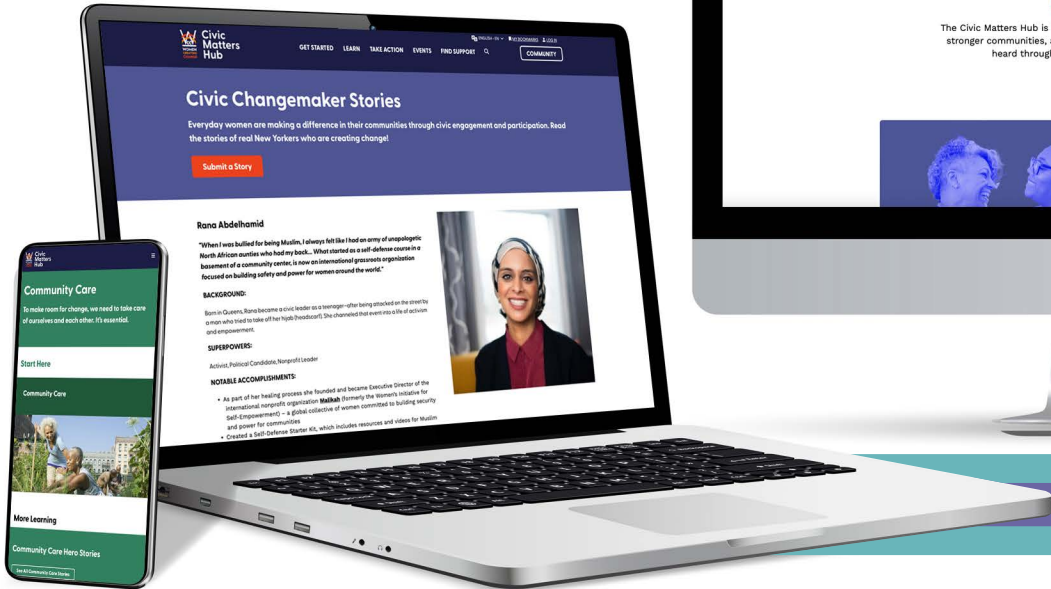 Civic
Matters
Hub
WOMEN
CREATING
CHANGE
ENGLISH - EN
MY BOOKMARKS
LOG IN
GET STARTED
LEARN
TAKE ACTION
EVENTS
FIND SUPPORT
COMMUNITY
Civic Changemaker Stories
Everyday women are making a difference in their communities through civic engagement and participation. Read
the stories of real New Yorkers who are creating change!
Submit a Story
Rana Abdelhamid
"When I was bullied for being Muslim, I always felt like I had an army of unapologetic
North African aunties who had my back... What started as a self-defense course in a
basement of a community center, is now an international grassroots organization
focused on building safety and power for women around the world."
BACKGROUND:
Born in Queens, Rana became a civic leader as a teenager–after being attacked on the street by
a man who tried to take off her hijab (headscarf). She channeled that event into a life of activism
and empowerment.
SUPERPOWERS:
Activist, Political Candidate, Nonprofit Leader
NOTABLE ACCOMPLISHMENTS:
• As part of her healing process she founded and became Executive Director of the
international nonprofit organization Malikah (formerly the Women's Initiative for
Self-Empowerment) – a global collective of women committed to building security
and power for communities
• Created a Self-Defense Starter Kit, which includes resources and videos for Muslim
Civic
Matters
Hub
Community Care
To make room for change, we need to take care
of ourselves and each other. It's essential.
Start Here
Community Care
More Learning
Community Care Hero Stories
See All Community Care Stories
The Civic Matters Hub is
stronger communities,
heard through